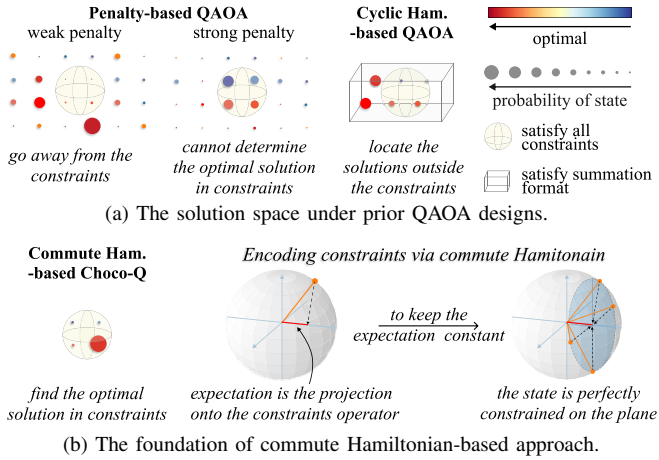 Penalty-based QAOA
weak penalty
strong penalty
go away from the
constraints
cannot determine
the optimal solution
in constraints
Cyclic Ham.
-based QAOA
locate the
solutions outside
the constraints
optimal
probability of state
satisfy all
constraints
satisfy summation
format
(a) The solution space under prior QAOA designs.
Commute Ham.
-based Choco-Q
find the optimal
solution in constraints
Encoding constraints via commute Hamitonain
expectation is the projection
onto the constraints operator
to keep the
expectation constant
the state is perfectly
constrained on the plane
(b) The foundation of commute Hamiltonian-based approach.